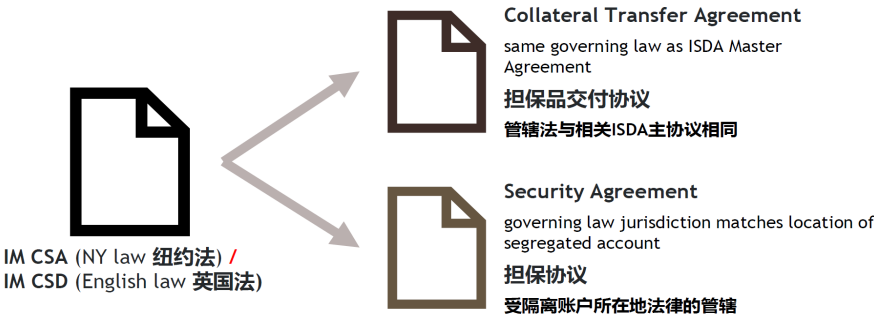 IM CSA (NY law 纽约法) /
IM CSD (English law 英国法)
Collateral Transfer Agreement
same governing law as ISDA Master
Agreement
担保品交付协议
管辖法与相关ISDA主协议相同
Security Agreement
governing law jurisdiction matches location of
segregated account
担保协议
受隔离账户所在地法律的管辖